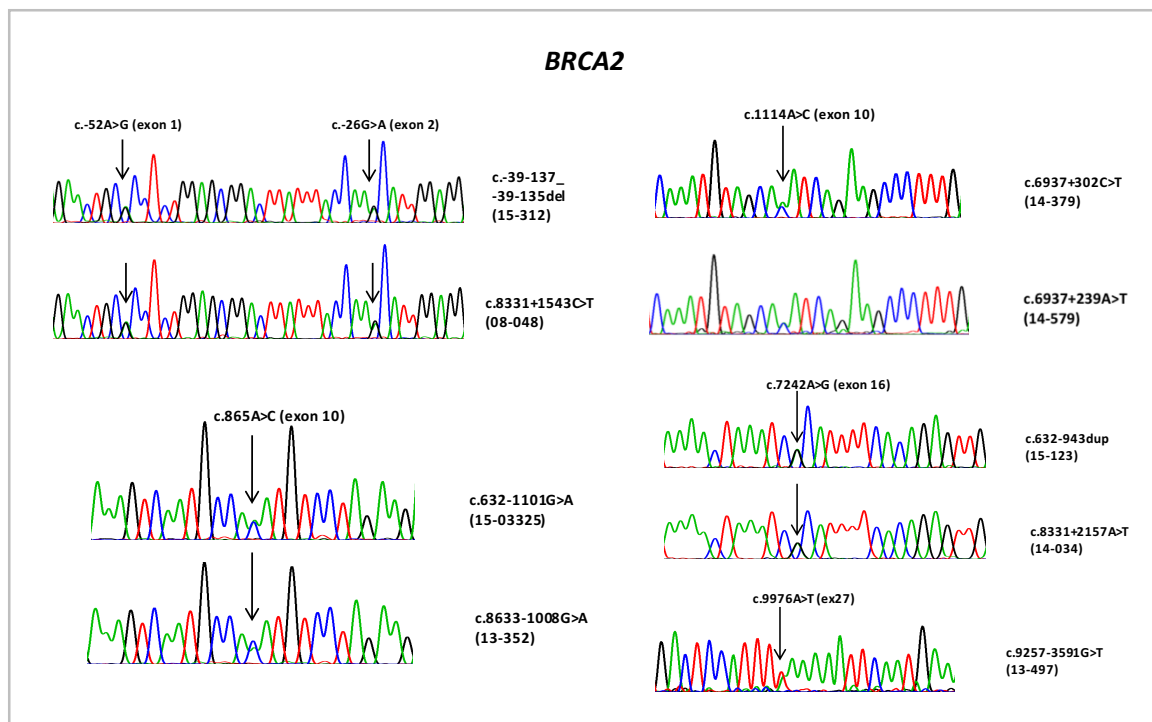 BRCA2
c.-52A>G (exon 1)
c.-26G>A (exon 2)
c.-39-137_
-39-135del
(15-312)
c.8331+1543C>T
(08-048)
c.865A>C (exon 10)
c.632-1101G>A
(15-03325)
c.8633-1008G>A
(13-352)
c.1114A>C (exon 10)
c.6937+302C>T
(14-379)
c.6937+239A>T
(14-579)
c.7242A>G (exon 16)
c.632-943dup
(15-123)
c.8331+2157A>T
(14-034)
c.9976A>T (ex27)
c.9257-3591G>T
(13-497)